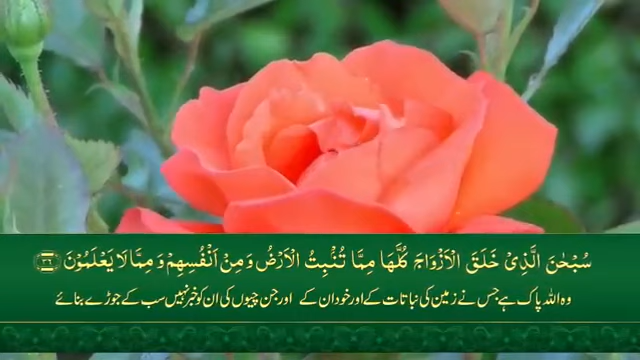 سُبْحٰنَ الَّذِیْ خَلَقَ الْاَزْوَاجَ كُلَّهَا مِمَّا تُنْۢبِتُ الْاَرْضُ وَ مِنْ اَنْفُسِهِمْ وَ مِمَّا لَا یَعْلَمُوْنَ ﴿۳۶﴾
وہ اللہ پاک ہے جس نے زمین کی نباتات کے اور خود ان کے اور جن چیزوں کی ان کو خبر نہیں سب کے جوڑے بنائے